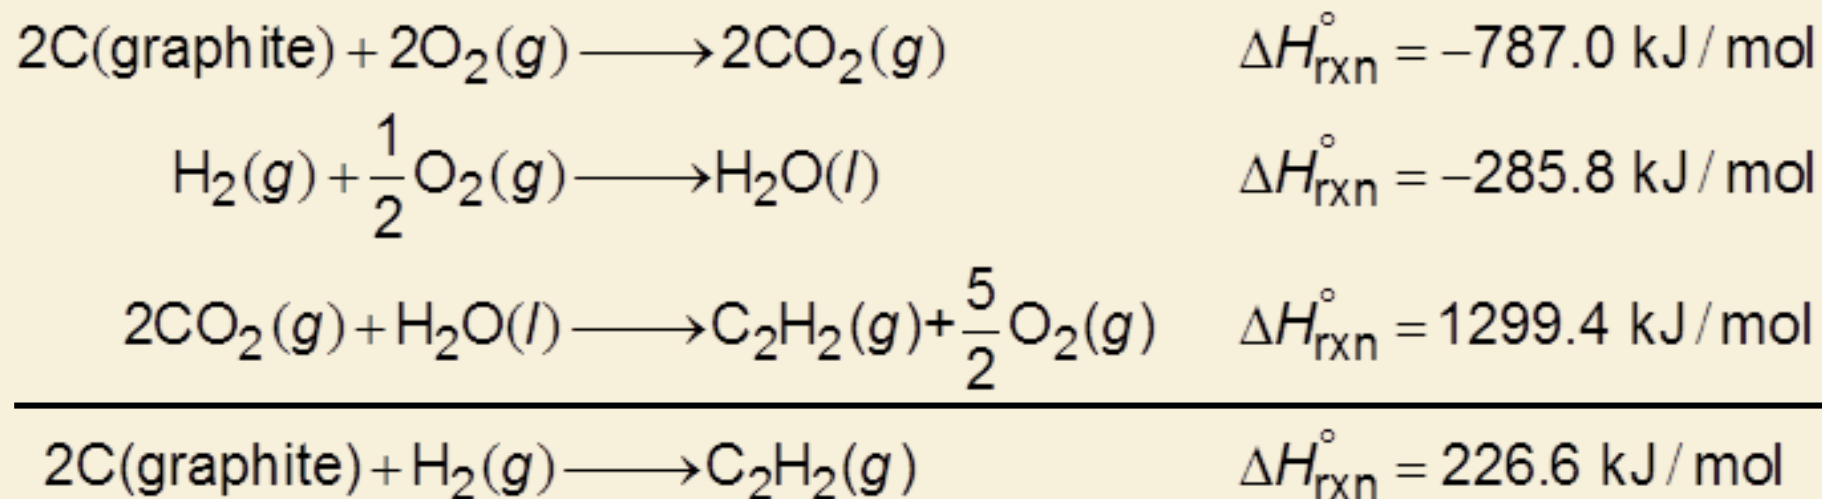 2C(graphite) + 2O₂(g) ⟶ 2CO₂(g) ΔH°rxn = −787.0 kJ/mol
H₂(g) + 1/2 O₂(g) ⟶ H₂O(l) ΔH°rxn = −285.8 kJ/mol
2CO₂(g) + H₂O(l) ⟶ C₂H₂(g) + 5/2 O₂(g) ΔH°rxn = 1299.4 kJ/mol
2C(graphite) + H₂(g) ⟶ C₂H₂(g) ΔH°rxn = 226.6 kJ/mol